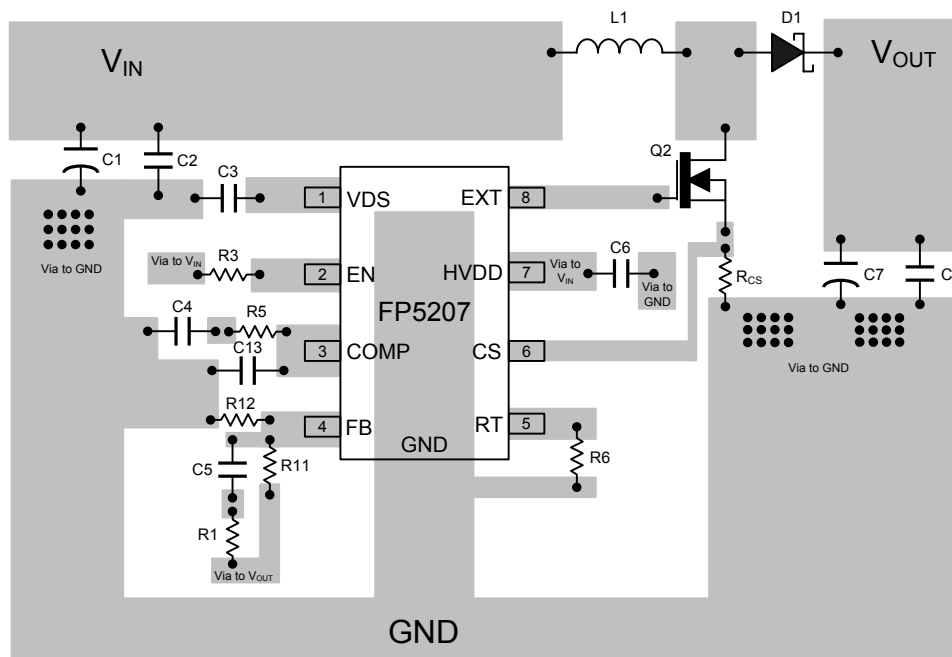 L1
D1
VIN
VOUT
C1
C2
C3
Q2
1
VDS
EXT
8
Via to GND
Via to VIN
R3
2
EN
HVDD
7
Via to
VIN
C6
Via to
GND
RCS
C7
C
FP5207
C4
R5
C13
3
COMP
CS
6
Via to GND
R12
4
FB
RT
5
GND
C5
R11
R6
R1
Via to VOUT
GND